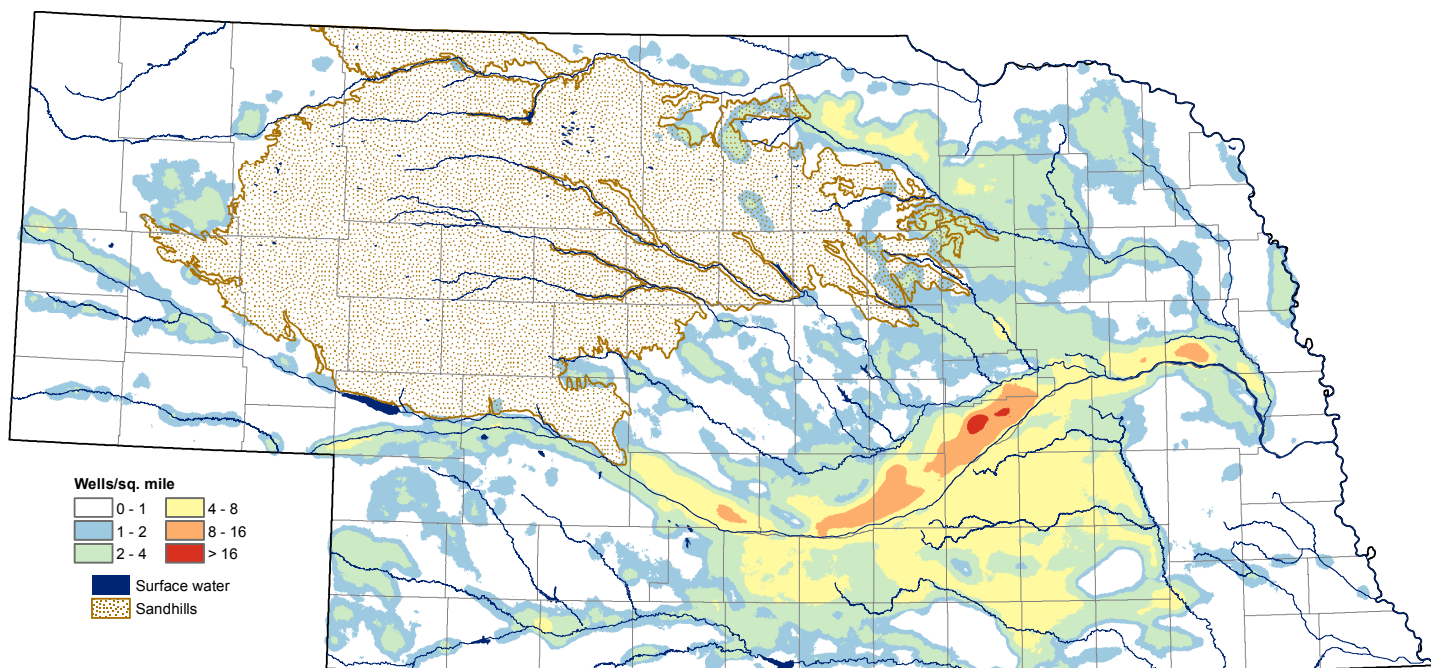 Wells/sq. mile
0 - 1
4 - 8
1 - 2
8 - 16
2 - 4
> 16
Surface water
Sandhills